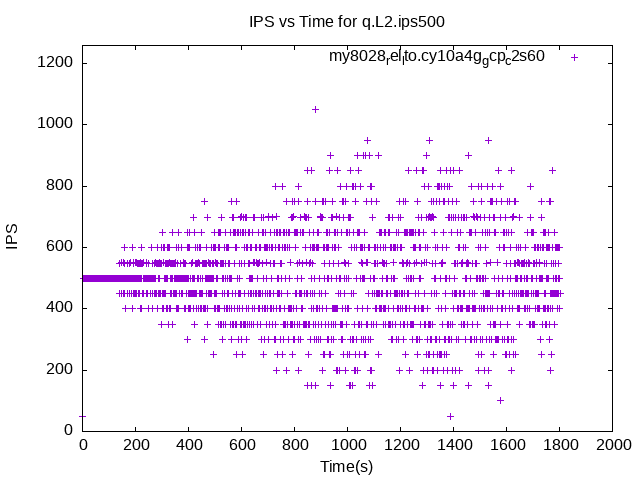 IPS vs Time for q.L2.ips500
my8028relto.cy10a4ggcpc2s60
1200
1000
800
600
400
200
0
0 200 400 600 800 1000 1200 1400 1600 1800 2000
IPS
Time(s)